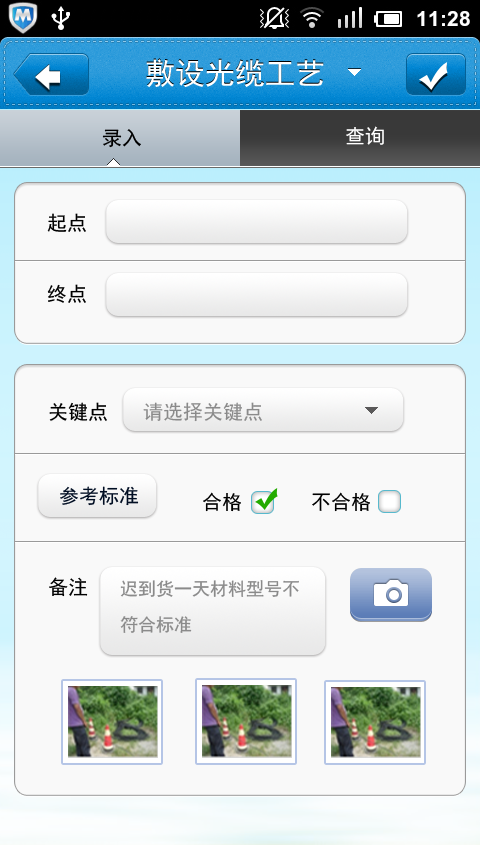 11:28
敷设光缆工艺
录入
查询
起点
终点
关键点
请选择关键点
参考标准
合格
不合格
备注
迟到货一天材料型号不
符合标准